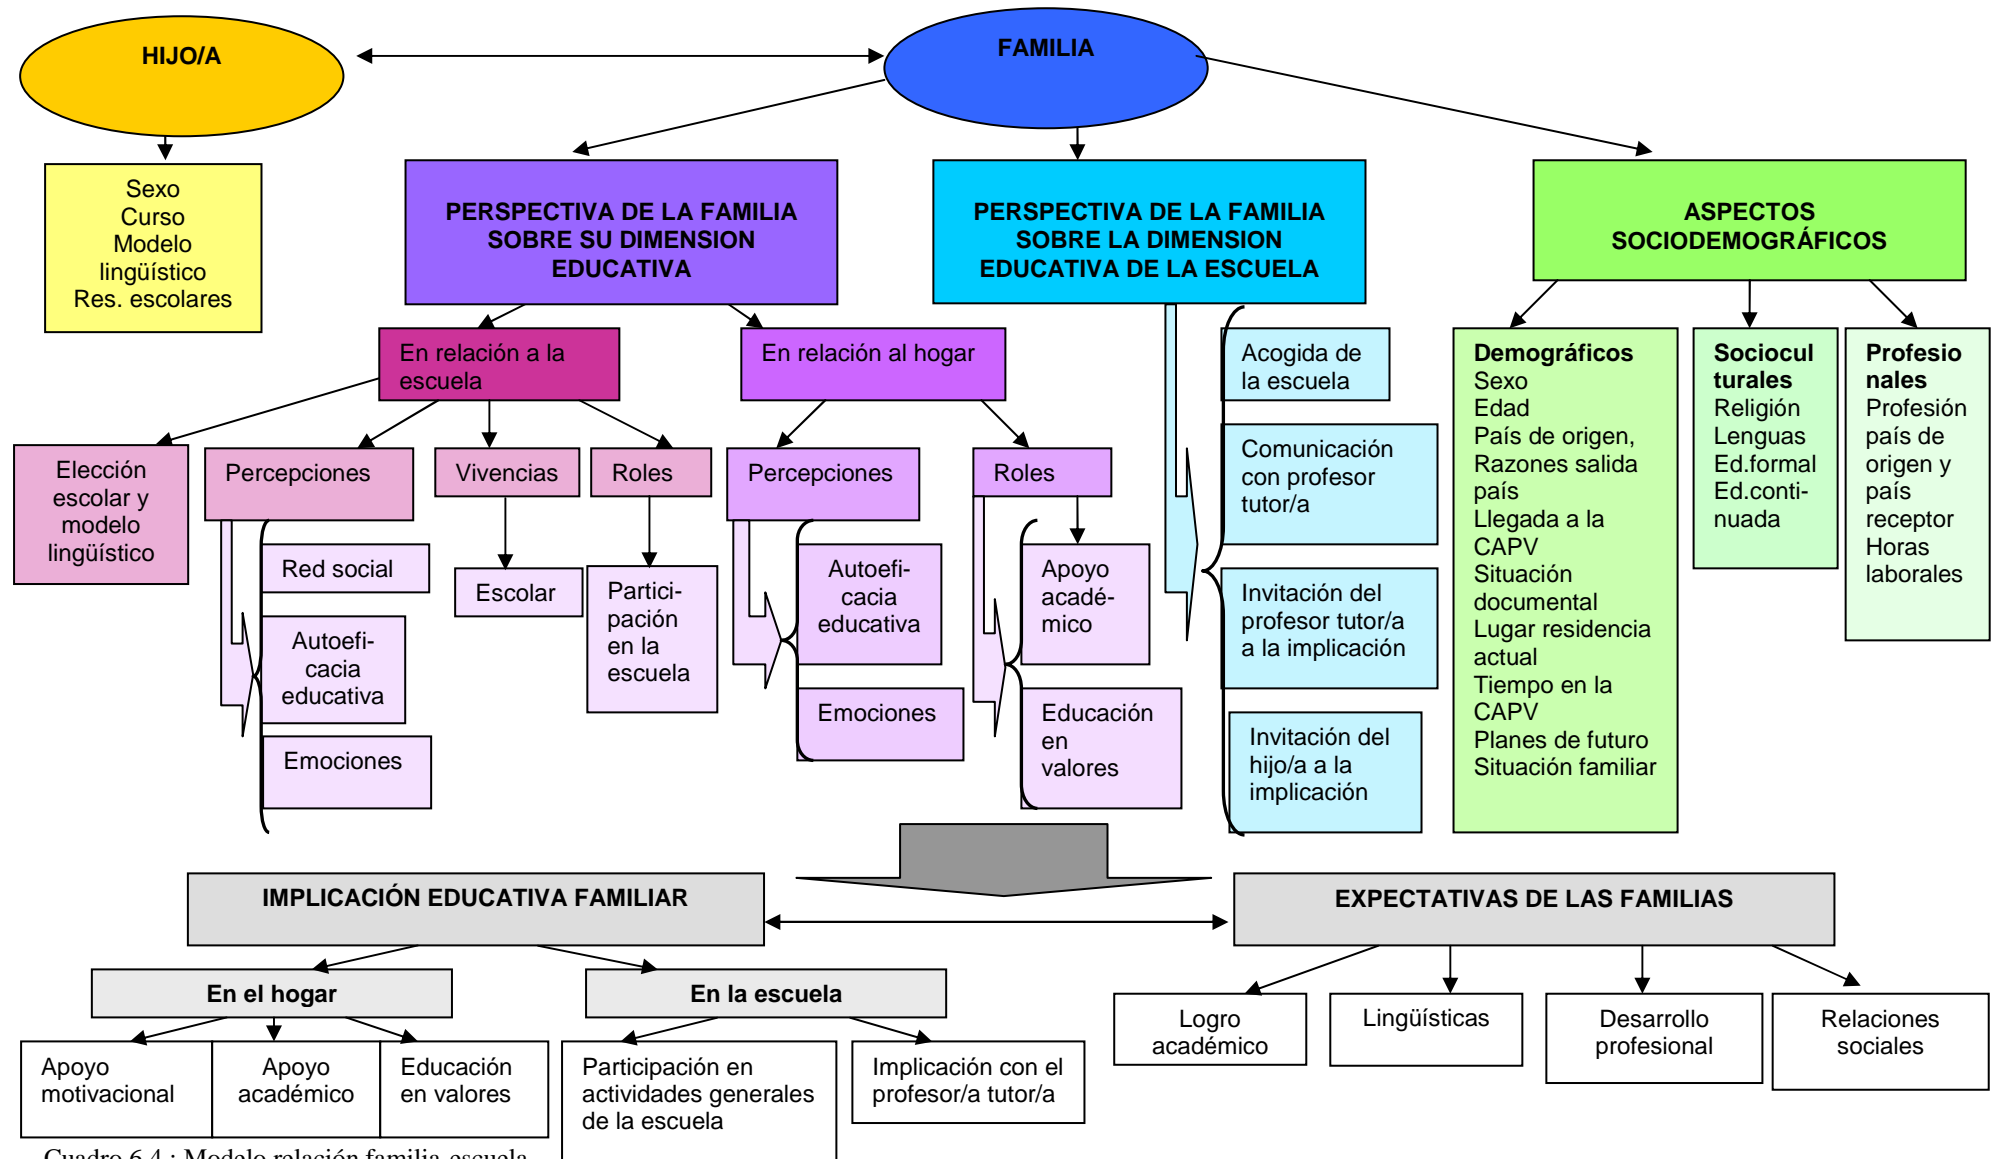 HIJO/A
FAMILIA
Sexo
Curso
Modelo
lingüístico
Res. escolares
PERSPECTIVA DE LA FAMILIA
SOBRE SU DIMENSION
EDUCATIVA
PERSPECTIVA DE LA FAMILIA
SOBRE LA DIMENSION
EDUCATIVA DE LA ESCUELA
ASPECTOS
SOCIODEMOGRÁFICOS
En relación a la
escuela
En relación al hogar
Elección
escolar y
modelo
lingüístico
Percepciones
Red social
Autoefi-
cacia
educativa
Emociones
Vivencias
Escolar
Roles
Partici-
pación
en la
escuela
Percepciones
Autoefi-
cacia
educativa
Emociones
Roles
Apoyo
acadé-
mico
Educación
en
valores
Acogida de
la escuela
Comunicación
con profesor
tutor/a
Invitación del
profesor tutor/a
a la implicación
Invitación del
hijo/a a la
implicación
Demográficos
Sexo
Edad
País de origen,
Razones salida
país
Llegada a la
CAPV
Situación
documental
Lugar residencia
actual
Tiempo en la
CAPV
Planes de futuro
Situación familiar
Sociocul
turales
Religión
Lenguas
Ed.formal
Ed.conti-
nuada
Profesio
nales
Profesión
país de
origen y
país
receptor
Horas
laborales
IMPLICACIÓN EDUCATIVA FAMILIAR
EXPECTATIVAS DE LAS FAMILIAS
En el hogar
En la escuela
Apoyo
motivacional
Apoyo
académico
Educación
en valores
Participación en
actividades generales
de la escuela
Implicación con el
profesor/a tutor/a
Logro
académico
Lingüísticas
Desarrollo
profesional
Relaciones
sociales
Cuadro 6.4.: Modelo relación familia-escuela